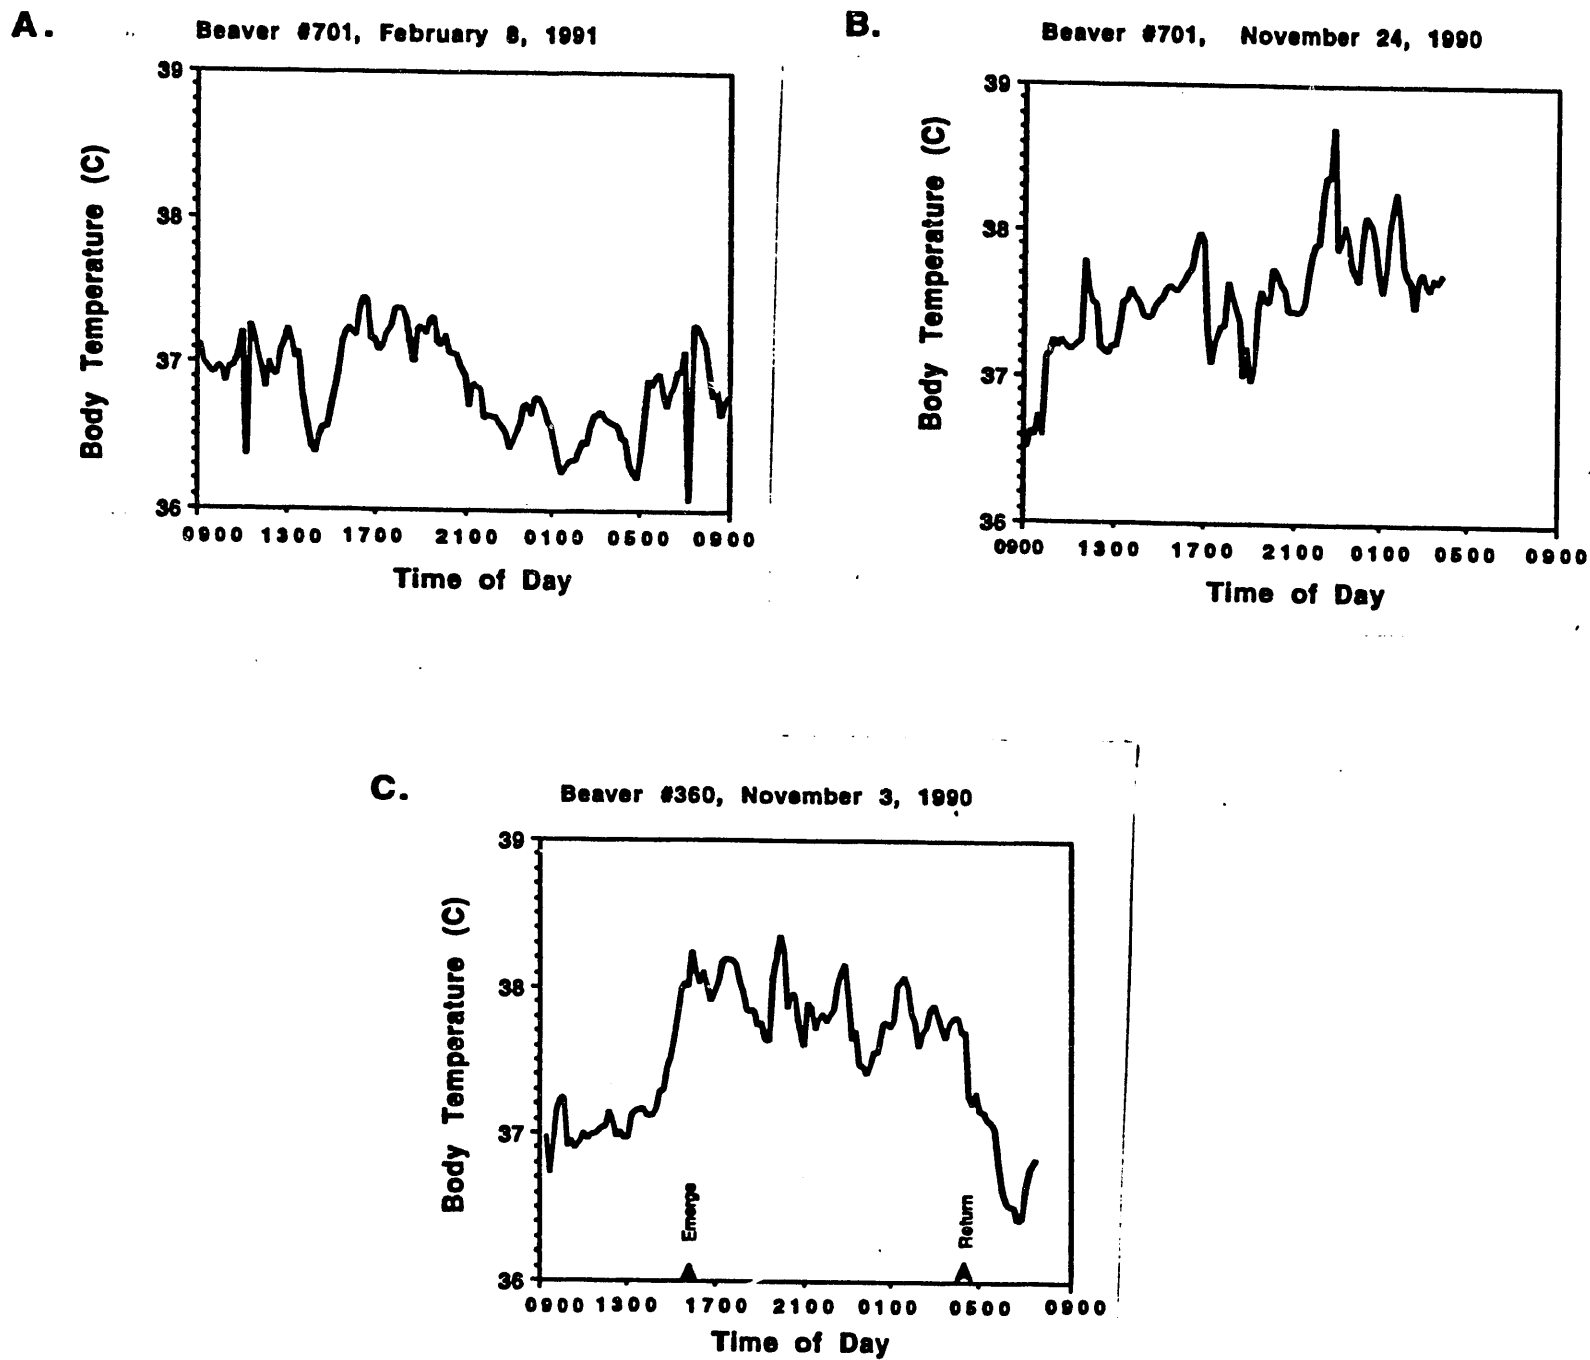 A.
Beaver #701, February 8, 1991
39
38
37
36
Body Temperature (C)
0900 1300 1700 2100 0100 0500 0900
Time of Day
B.
Beaver #701, November 24, 1990
39
38
37
36
Body Temperature (C)
0900 1300 1700 2100 0100 0500 0900
Time of Day
C.
Beaver #360, November 3, 1990
39
38
37
36
Body Temperature (C)
Emerge
Return
0900 1300 1700 2100 0100 0500 0900
Time of Day